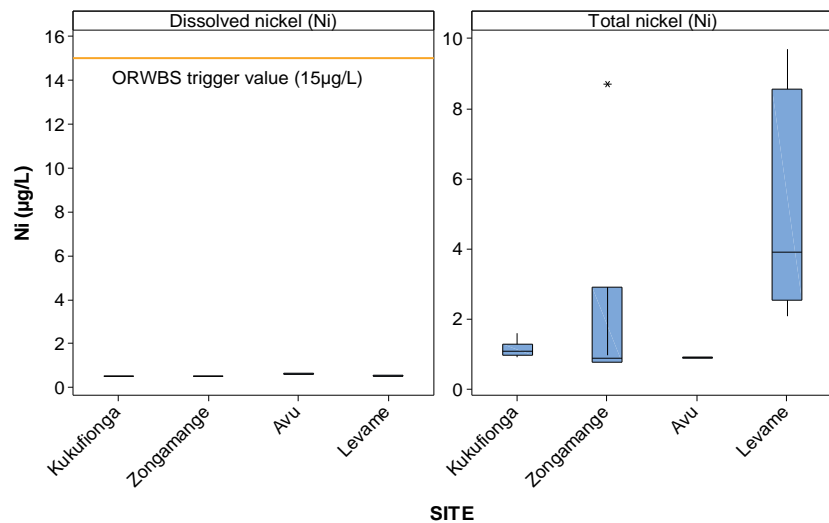 Dissolved nickel (Ni)
Total nickel (Ni)
16
14
12
10
8
6
4
2
0
ORWBS trigger value (15µg/L)
10
8
6
4
2
0
*
Ni (µg/L)
Kukufionga
Zongamange
Avu
Levame
Kukufionga
Zongamange
Avu
Levame
SITE